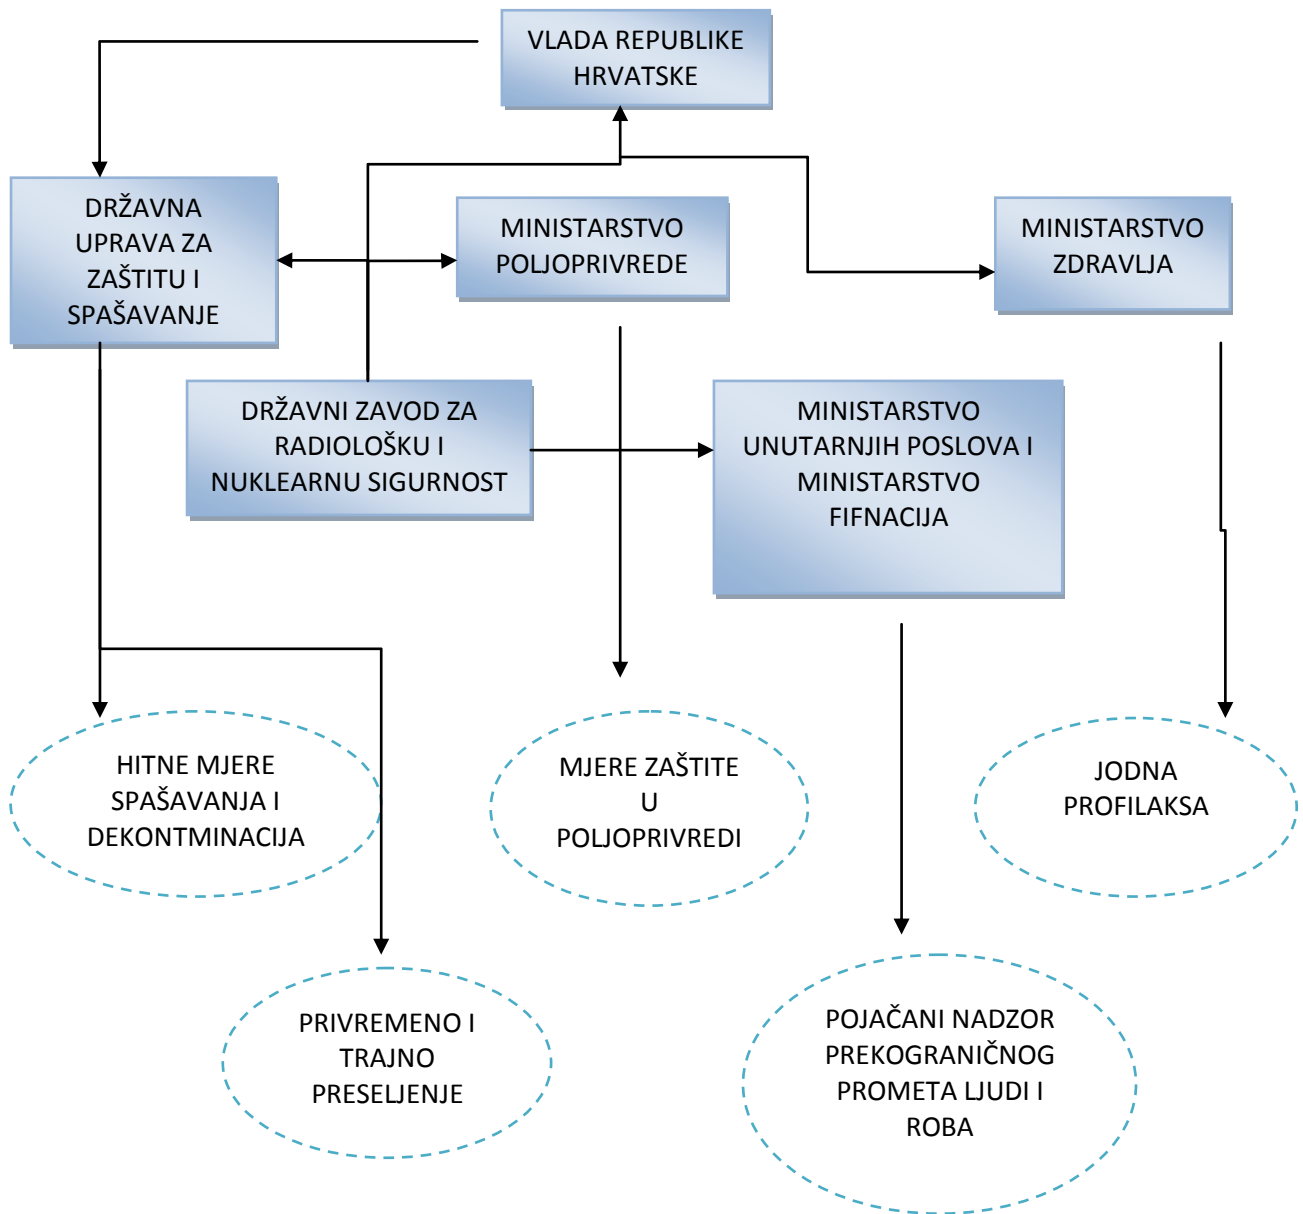 VLADA REPUBLIKE
HRVATSKE
DRŽAVNA
UPRAVA ZA
ZAŠTITU I
SPAŠAVANJE
MINISTARSTVO
POLJOPRIVREDE
MINISTARSTVO
ZDRAVLJA
DRŽAVNI ZAVOD ZA
RADIOLOŠKU I
NUKLEARNU SIGURNOST
MINISTARSTVO
UNUTARNJIH POSLOVA I
MINISTARSTVO
FIFNACIJA
HITNE MJERE
SPAŠAVANJA I
DEKONTMINACIJA
MJERE ZAŠTITE
U
POLJOPRIVREDI
JODNA
PROFILAKSA
PRIVREMENO I
TRAJNO
PRESELJENJE
POJAČANI NADZOR
PREKOGRANIČNOG
PROMETA LJUDI I
ROBA